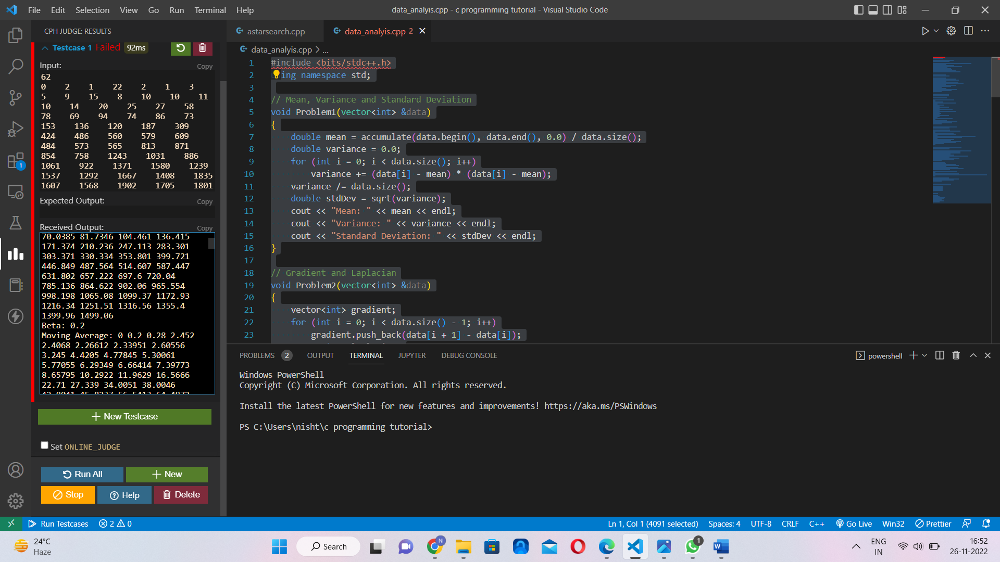 File Edit Selection View Go Run Terminal Help
data_analyis.cpp - c programming tutorial - Visual Studio Code
CPH JUDGE: RESULTS
Testcase 1 Failed 92ms
Input:
Copy
62
0 2 1 22 2 1 3
5 9 15 8 10 10 11
10 14 20 25 27 58
78 69 94 74 86 73
153 136 120 187 309
424 486 560 579 609
484 573 565 813 871
854 758 1243 1031 886
1061 922 1371 1580 1239
1537 1292 1667 1408 1835
1607 1568 1902 1705 1801
Expected Output:
Copy
Received Output:
Copy
70.0385 81.7346 104.461 136.415
171.374 210.236 247.113 283.301
303.371 330.334 353.801 399.721
446.849 487.564 514.607 587.447
631.802 657.222 697.6 720.04
785.136 864.622 902.06 965.554
998.198 1065.08 1099.37 1172.93
1216.34 1251.51 1316.56 1355.4
1399.96 1499.06
Beta: 0.2
Moving Average: 0 0.2 0.28 2.452
2.4068 2.26612 2.33951 2.60556
3.245 4.4205 4.77845 5.30061
5.77055 6.29349 6.66414 7.39773
8.65795 10.2922 11.9629 16.5666
22.71 27.339 34.0051 38.0046
New Testcase
Set ONLINE_JUDGE
Run All
New
Stop
Help
Delete
astarsearch.cpp
data_analyis.cpp 2
data_analyis.cpp > ...
1 #include <bits/stdc++.h>
2 ing namespace std;
3
4 // Mean, Variance and Standard Deviation
5 void Problem1(vector<int> &data)
6 {
7 double mean = accumulate(data.begin(), data.end(), 0.0) / data.size();
8 double variance = 0.0;
9 for (int i = 0; i < data.size(); i++)
10 variance += (data[i] - mean) * (data[i] - mean);
11 variance /= data.size();
12 double stdDev = sqrt(variance);
13 cout << "Mean: " << mean << endl;
14 cout << "Variance: " << variance << endl;
15 cout << "Standard Deviation: " << stdDev << endl;
16 }
17
18 // Gradient and Laplacian
19 void Problem2(vector<int> &data)
20 {
21 vector<int> gradient;
22 for (int i = 0; i < data.size() - 1; i++)
23 gradient.push_back(data[i + 1] - data[i]);
PROBLEMS 2 OUTPUT TERMINAL JUPYTER DEBUG CONSOLE
powershell
Windows PowerShell
Copyright (C) Microsoft Corporation. All rights reserved.
Install the latest PowerShell for new features and improvements! https://aka.ms/PSWindows
PS C:\Users\nisht\c programming tutorial>
1
Run Testcases 2 0
Ln 1, Col 1 (4091 selected) Spaces: 4 UTF-8 CRLF C++ Go Live Win32 Prettier
24°C
Haze
Search
N
1
ENG
IN
16:52
26-11-2022